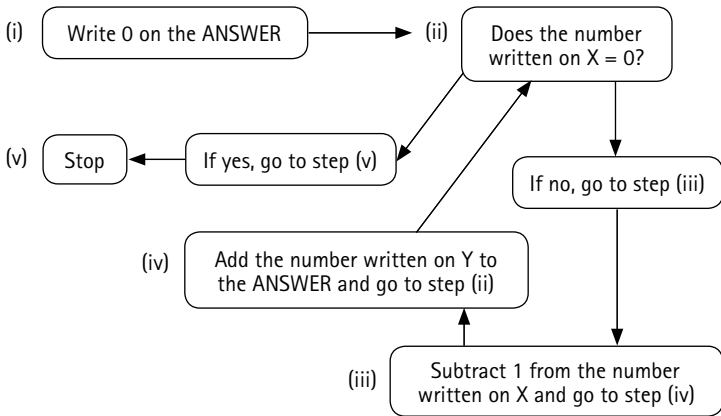 (i)
Write 0 on the ANSWER
(ii)
Does the number
written on X = 0?
(v)
Stop
If yes, go to step (v)
If no, go to step (iii)
(iv)
Add the number written on Y to
the ANSWER and go to step (ii)
(iii)
Subtract 1 from the number
written on X and go to step (iv)